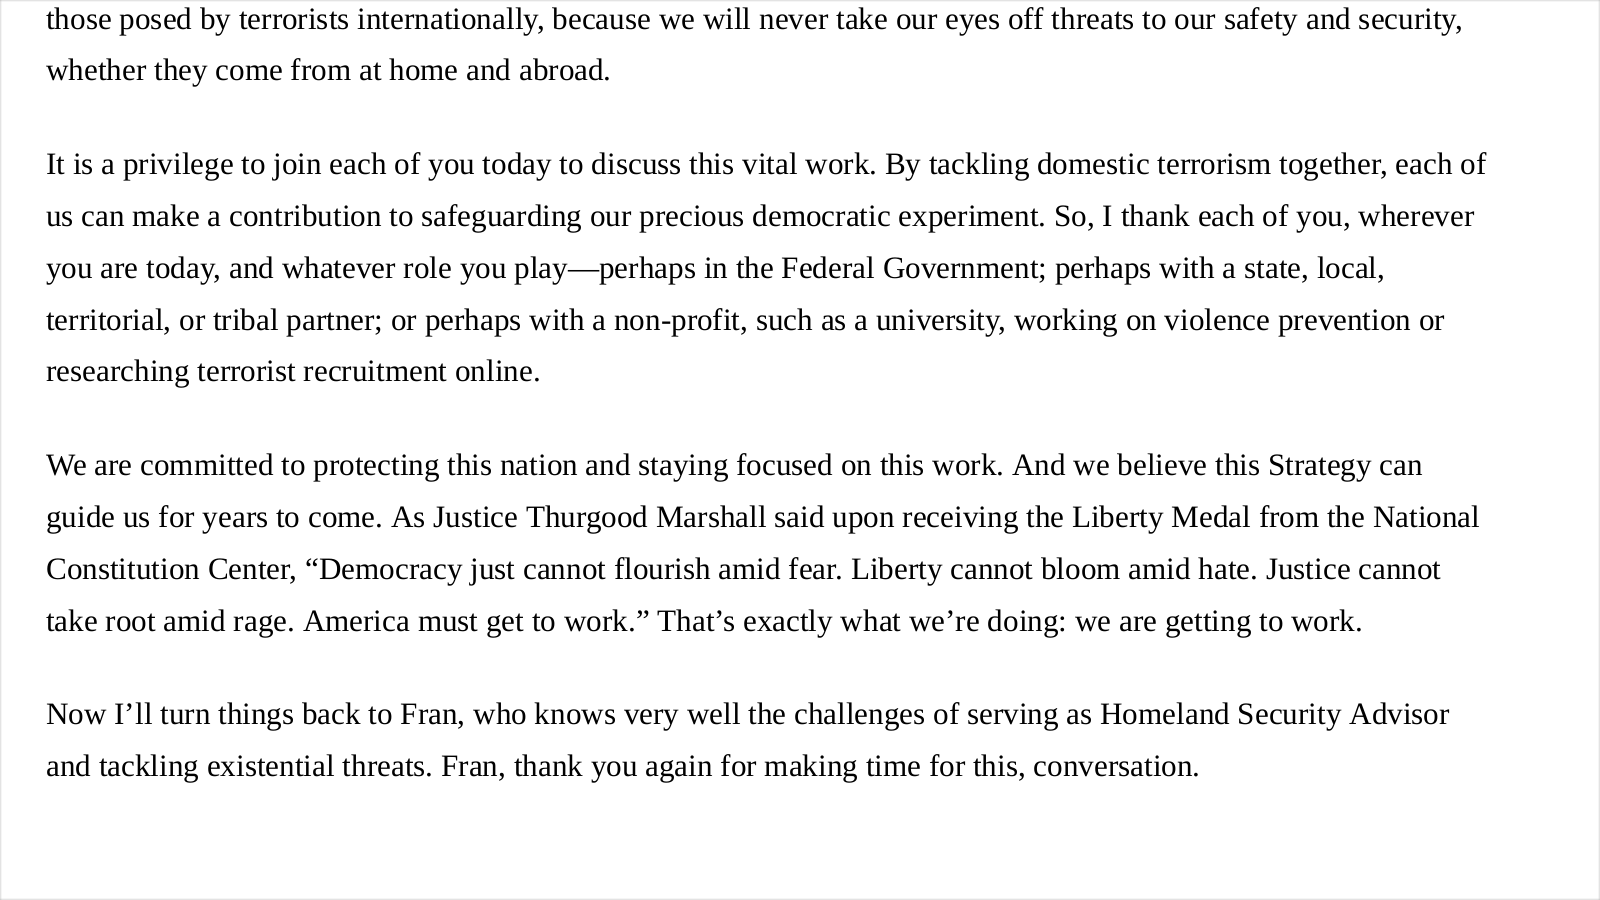 those posed by terrorists internationally, because we will never take our eyes off threats to our safety and security,
whether they come from at home and abroad.
It is a privilege to join each of you today to discuss this vital work. By tackling domestic terrorism together, each of
us can make a contribution to safeguarding our precious democratic experiment. So, I thank each of you, wherever
you are today, and whatever role you play—perhaps in the Federal Government; perhaps with a state, local,
territorial, or tribal partner; or perhaps with a non-profit, such as a university, working on violence prevention or
researching terrorist recruitment online.
We are committed to protecting this nation and staying focused on this work. And we believe this Strategy can
guide us for years to come. As Justice Thurgood Marshall said upon receiving the Liberty Medal from the National
Constitution Center, “Democracy just cannot flourish amid fear. Liberty cannot bloom amid hate. Justice cannot
take root amid rage. America must get to work.” That’s exactly what we’re doing: we are getting to work.
Now I’ll turn things back to Fran, who knows very well the challenges of serving as Homeland Security Advisor
and tackling existential threats. Fran, thank you again for making time for this, conversation.